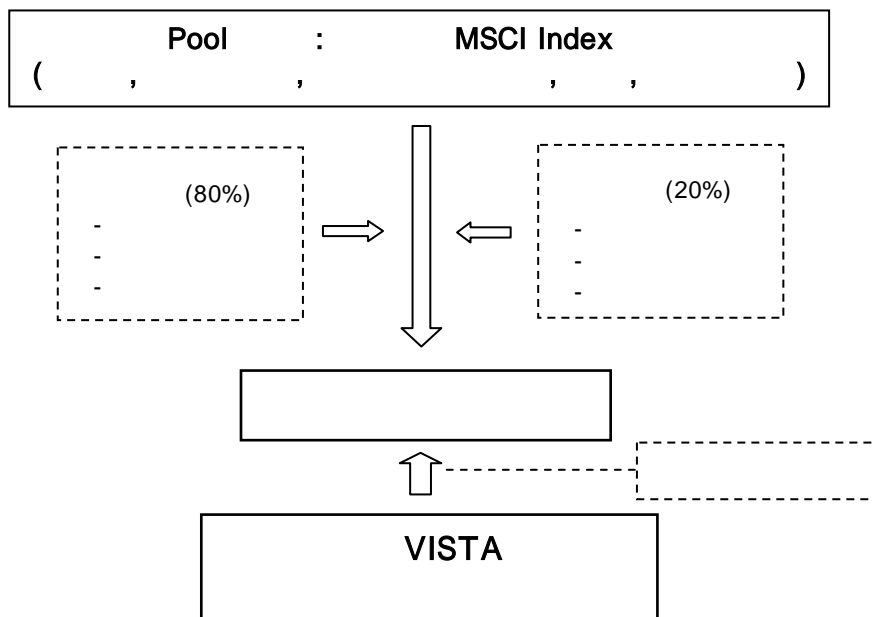 Pool : MSCI Index
( , , , , )
(80%)
-
-
-
(20%)
-
-
-
VISTA